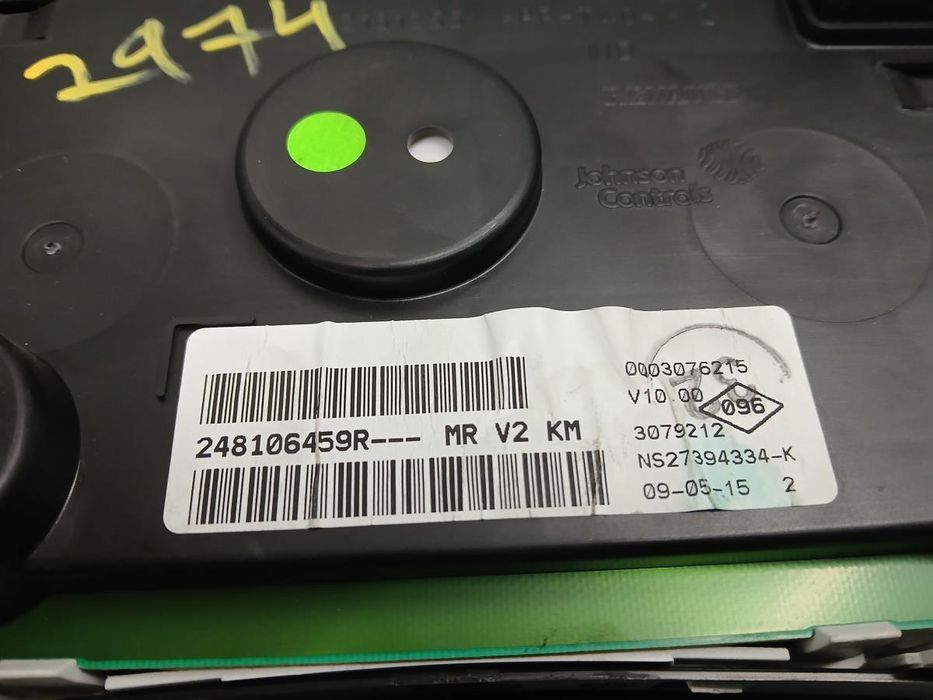 2974
Johnson
Controls
248106459R--- MR V2 KM
0003076215
V10.00
096
3079212
NS27394334-K
09-05-15 2